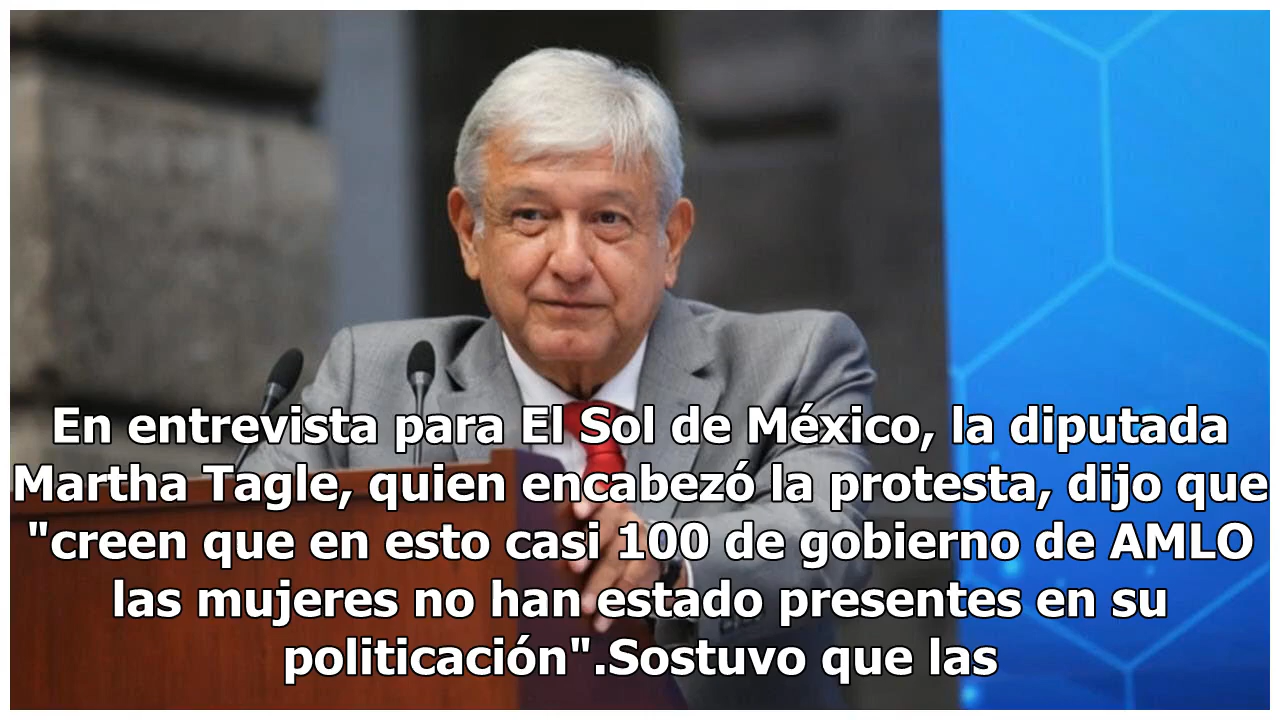 En entrevista para El Sol de México, la diputada
Martha Tagle, quien encabezó la protesta, dijo que
"creen que en esto casi 100 de gobierno de AMLO
las mujeres no han estado presentes en su
politicación".Sostuvo que las